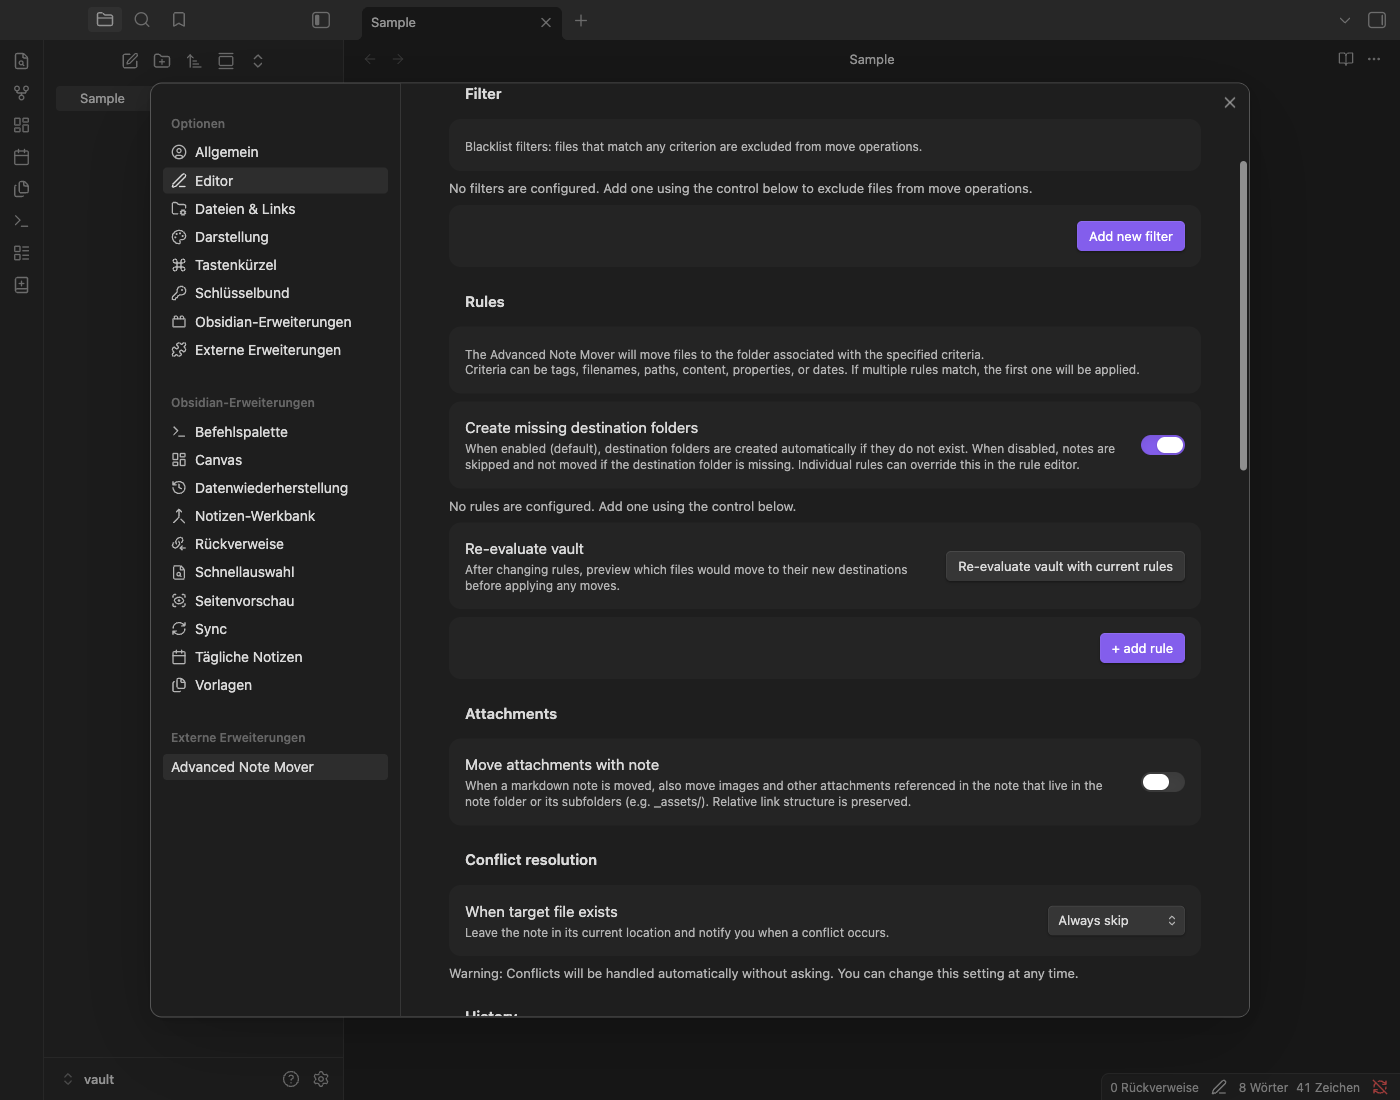 Sample
Sample
Sample
Optionen
Allgemein
Editor
Dateien & Links
Darstellung
Tastenkürzel
Schlüsselbund
Obsidian-Erweiterungen
Externe Erweiterungen
Obsidian-Erweiterungen
Befehlspalette
Canvas
Datenwiederherstellung
Notizen-Werkbank
Rückverweise
Schnellauswahl
Seitenvorschau
Sync
Tägliche Notizen
Vorlagen
Externe Erweiterungen
Advanced Note Mover
Filter
Blacklist filters: files that match any criterion are excluded from move operations.
No filters are configured. Add one using the control below to exclude files from move operations.
Add new filter
Rules
The Advanced Note Mover will move files to the folder associated with the specified criteria.
Criteria can be tags, filenames, paths, content, properties, or dates. If multiple rules match, the first one will be applied.
Create missing destination folders
When enabled (default), destination folders are created automatically if they do not exist. When disabled, notes are
skipped and not moved if the destination folder is missing. Individual rules can override this in the rule editor.
No rules are configured. Add one using the control below.
Re-evaluate vault
After changing rules, preview which files would move to their new destinations
before applying any moves.
Re-evaluate vault with current rules
+ add rule
Attachments
Move attachments with note
When a markdown note is moved, also move images and other attachments referenced in the note that live in the
note folder or its subfolders (e.g. _assets/). Relative link structure is preserved.
Conflict resolution
When target file exists
Leave the note in its current location and notify you when a conflict occurs.
Always skip
Warning: Conflicts will be handled automatically without asking. You can change this setting at any time.
History
vault
0 Rückverweise
8 Wörter
41 Zeichen